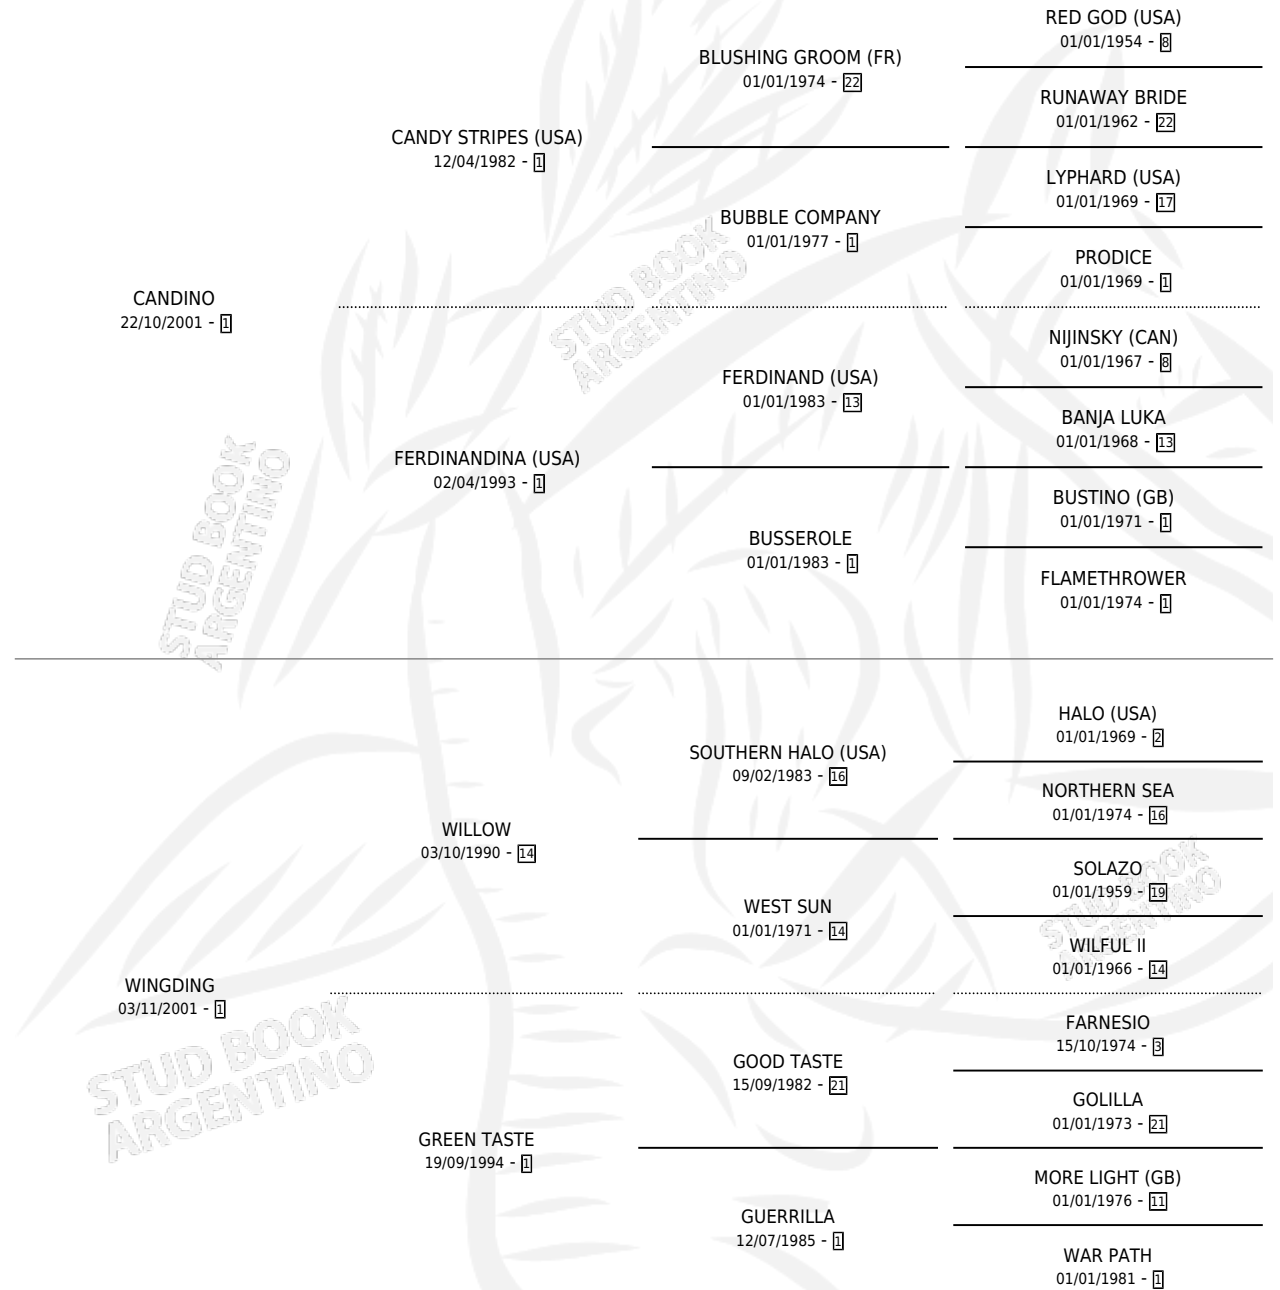 RED GOD (USA)
01/01/1954 - 8
BLUSHING GROOM (FR)
01/01/1974 - 22
RUNAWAY BRIDE
01/01/1962 - 22
CANDY STRIPES (USA)
12/04/1982 - 1
LYPHARD (USA)
01/01/1969 - 17
BUBBLE COMPANY
01/01/1977 - 1
PRODICE
01/01/1969 - 1
CANDINO
22/10/2001 - 1
STUD BOOK
ARGENTINO
NIJINSKY (CAN)
01/01/1967 - 8
FERDINAND (USA)
01/01/1983 - 13
BANJA LUKA
01/01/1968 - 13
FERDINANDINA (USA)
02/04/1993 - 1
BUSTINO (GB)
01/01/1971 - 1
BUSSEROLE
01/01/1983 - 1
FLAMETHROWER
01/01/1974 - 1
STUD BOOK
ARGENTINO
HALO (USA)
01/01/1969 - 2
SOUTHERN HALO (USA)
09/02/1983 - 16
NORTHERN SEA
01/01/1974 - 16
WILLOW
03/10/1990 - 14
SOLAZO
01/01/1959 - 19
WEST SUN
01/01/1971 - 14
WILFUL II
01/01/1966 - 14
STUD BOOK
ARGENTINO
WINGDING
03/11/2001 - 1
STUD BOOK
ARGENTINO
FARNESIO
15/10/1974 - 3
GOOD TASTE
15/09/1982 - 21
GOLILLA
01/01/1973 - 21
GREEN TASTE
19/09/1994 - 1
MORE LIGHT (GB)
01/01/1976 - 11
GUERRILLA
12/07/1985 - 1
WAR PATH
01/01/1981 - 1